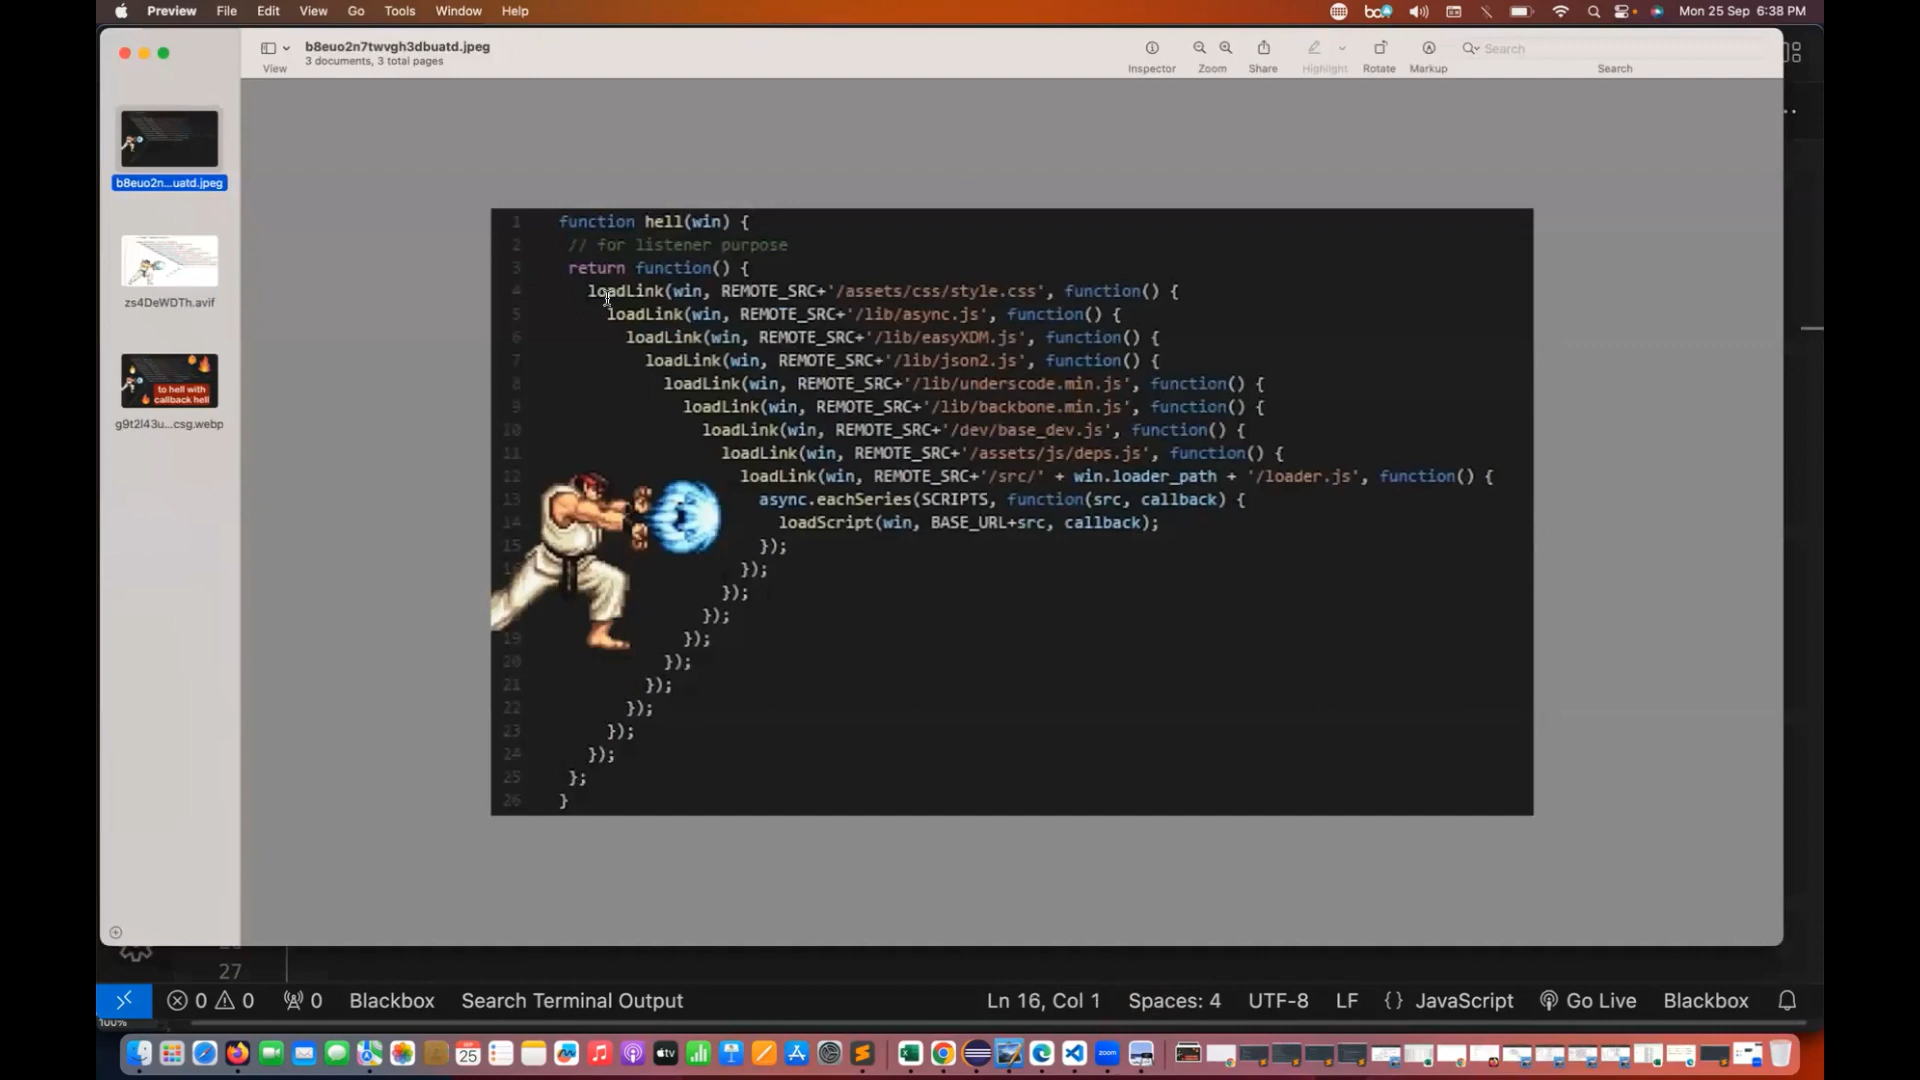 Preview File Edit View Go Tools Window Help Mon 25 Sep 6:38 PM
b8euo2n7twvgh3dbuatd.jpeg
3 documents, 3 total pages
View
Inspector
Zoom
Share
Highlight
Rotate
Markup
Search
Search
b8euo2n...uatd.jpeg
zs4DeWDTh.avif
to hell with
callback hell
g9t2l43u...csg.webp
1 function hell(win) {
2 // for listener purpose
3 return function() {
4 loadLink(win, REMOTE_SRC+'/assets/css/style.css', function() {
5 loadLink(win, REMOTE_SRC+'/lib/async.js', function() {
6 loadLink(win, REMOTE_SRC+'/lib/easyXDM.js', function() {
7 loadLink(win, REMOTE_SRC+'/lib/json2.js', function() {
8 loadLink(win, REMOTE_SRC+'/lib/underscode.min.js', function() {
9 loadLink(win, REMOTE_SRC+'/lib/backbone.min.js', function() {
10 loadLink(win, REMOTE_SRC+'/dev/base_dev.js', function() {
11 loadLink(win, REMOTE_SRC+'/assets/js/deps.js', function() {
12 loadLink(win, REMOTE_SRC+'/src/' + win.loader_path + '/loader.js', function() {
13 async.eachSeries(SCRIPTS, function(src, callback) {
14 loadScript(win, BASE_URL+src, callback);
15 });
});
});
});
19 });
20 });
21 });
22 });
23 });
24 });
25 };
26 }
27
0 0 0 Blackbox Search Terminal Output Ln 16, Col 1 Spaces: 4 UTF-8 LF {} JavaScript Go Live Blackbox
100%
SEP
25
tv
zoom